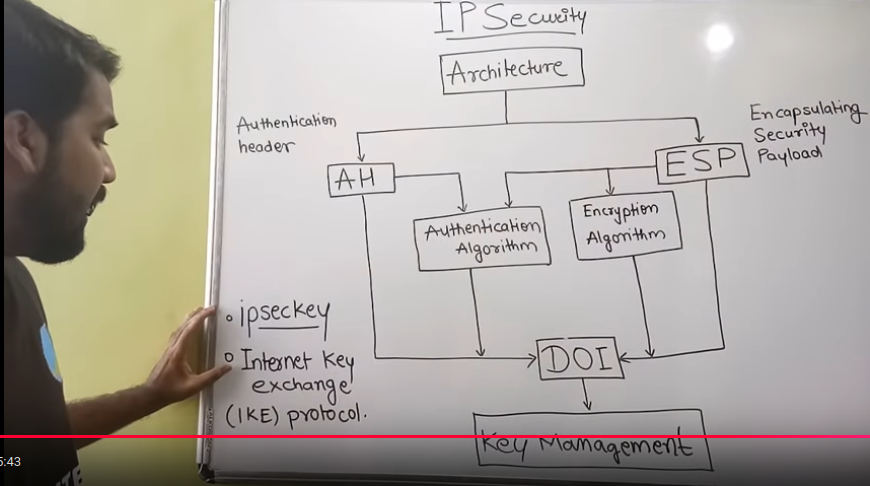 IP Security
Architecture
Authentication
header
Encapsulating
Security
Payload
AH
ESP
Authentication
Algorithm
Encryption
Algorithm
ipseckey
Internet Key
exchange
(IKE) protocol.
DOI
Key Management
5:43